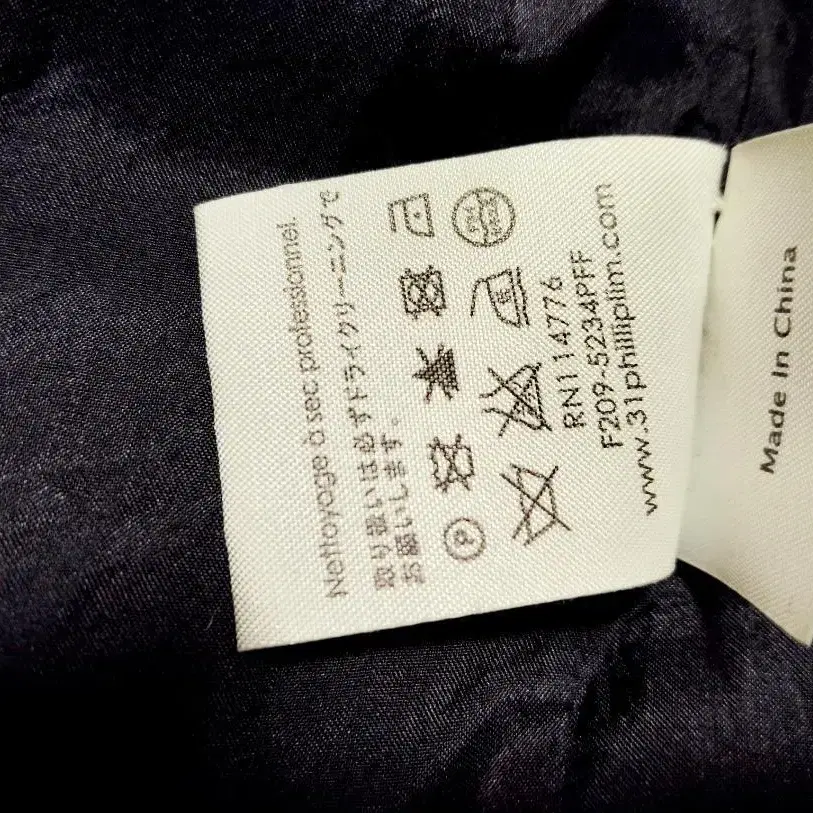 Nettoyage à sec professionnel.
取り扱いは必ずドライクリーニングで
お願いします。
P
RN114776
F209-5234PFF
www.31philliplim.com
Made In China